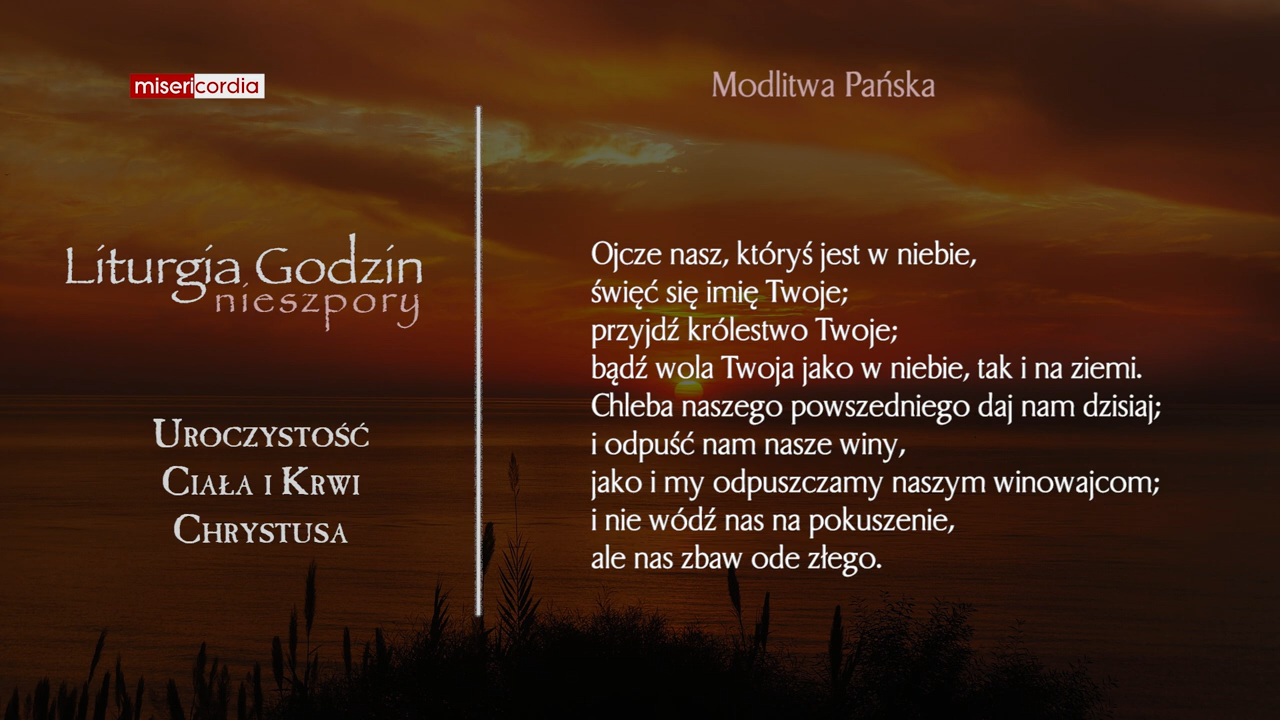 misericordia
Modlitwa Pańska
Liturgia Godzin
nieszpory
Uroczystość
Ciała i Krwi
Chrystusa
Ojcze nasz, któryś jest w niebie,
święć się imię Twoje;
przyjdź królestwo Twoje;
bądź wola Twoja jako w niebie, tak i na ziemi.
Chleba naszego powszedniego daj nam dzisiaj;
i odpuść nam nasze winy,
jako i my odpuszczamy naszym winowajcom;
i nie wódź nas na pokuszenie,
ale nas zbaw ode złego.